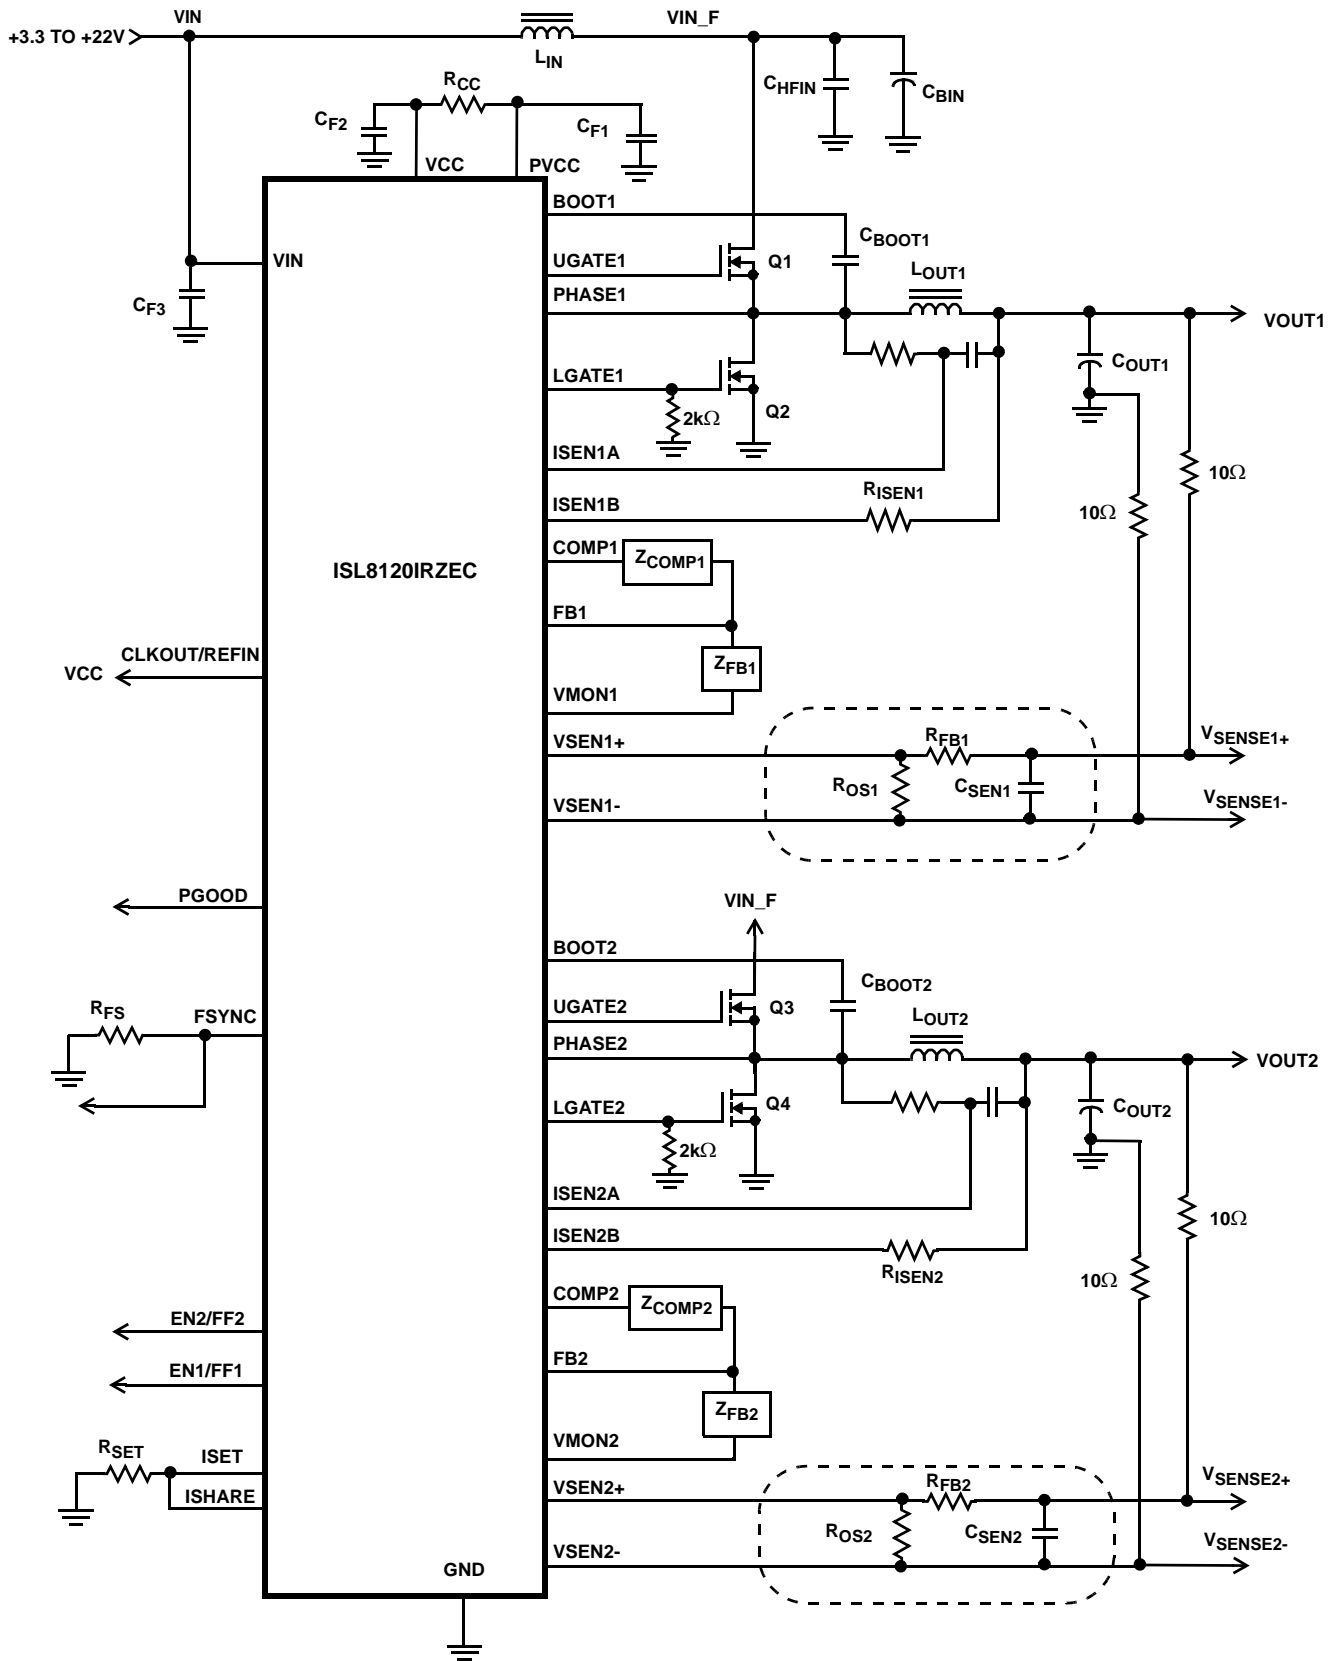 VIN
VIN_F
+3.3 TO +22V
LIN
RCC
CHFIN
CBIN
CF2
CF1
VCC
PVCC
BOOT1
CBOOT1
VIN
UGATE1
Q1
LOUT1
PHASE1
CF3
VOUT1
COUT1
LGATE1
Q2
2kΩ
ISEN1A
10Ω
RISEN1
ISEN1B
10Ω
COMP1
ZCOMP1
ISL8120IRZEC
FB1
CLKOUT/REFIN
ZFB1
VCC
VMON1
VSEN1+
RFB1
VSENSE1+
ROS1
CSEN1
VSEN1-
VSENSE1-
PGOOD
VIN_F
BOOT2
CBOOT2
RFS
FSYNC
UGATE2
Q3
LOUT2
PHASE2
VOUT2
LGATE2
Q4
COUT2
2kΩ
ISEN2A
10Ω
ISEN2B
RISEN2
10Ω
COMP2
ZCOMP2
EN2/FF2
FB2
EN1/FF1
ZFB2
VMON2
RSET
ISET
ISHARE
VSEN2+
RFB2
VSENSE2+
ROS2
CSEN2
VSEN2-
VSENSE2-
GND